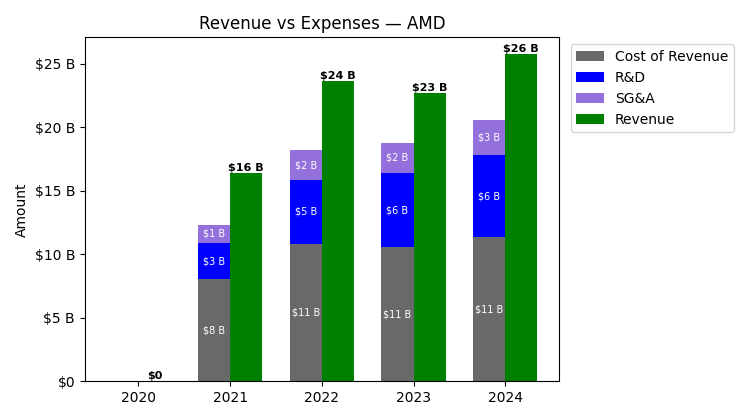 Revenue vs Expenses — AMD
Amount
$25 B
$20 B
$15 B
$10 B
$5 B
$0
$0
$16 B
$1 B
$3 B
$8 B
$24 B
$2 B
$5 B
$11 B
$23 B
$2 B
$6 B
$11 B
$26 B
$3 B
$6 B
$11 B
2020
2021
2022
2023
2024
Cost of Revenue
R&D
SG&A
Revenue